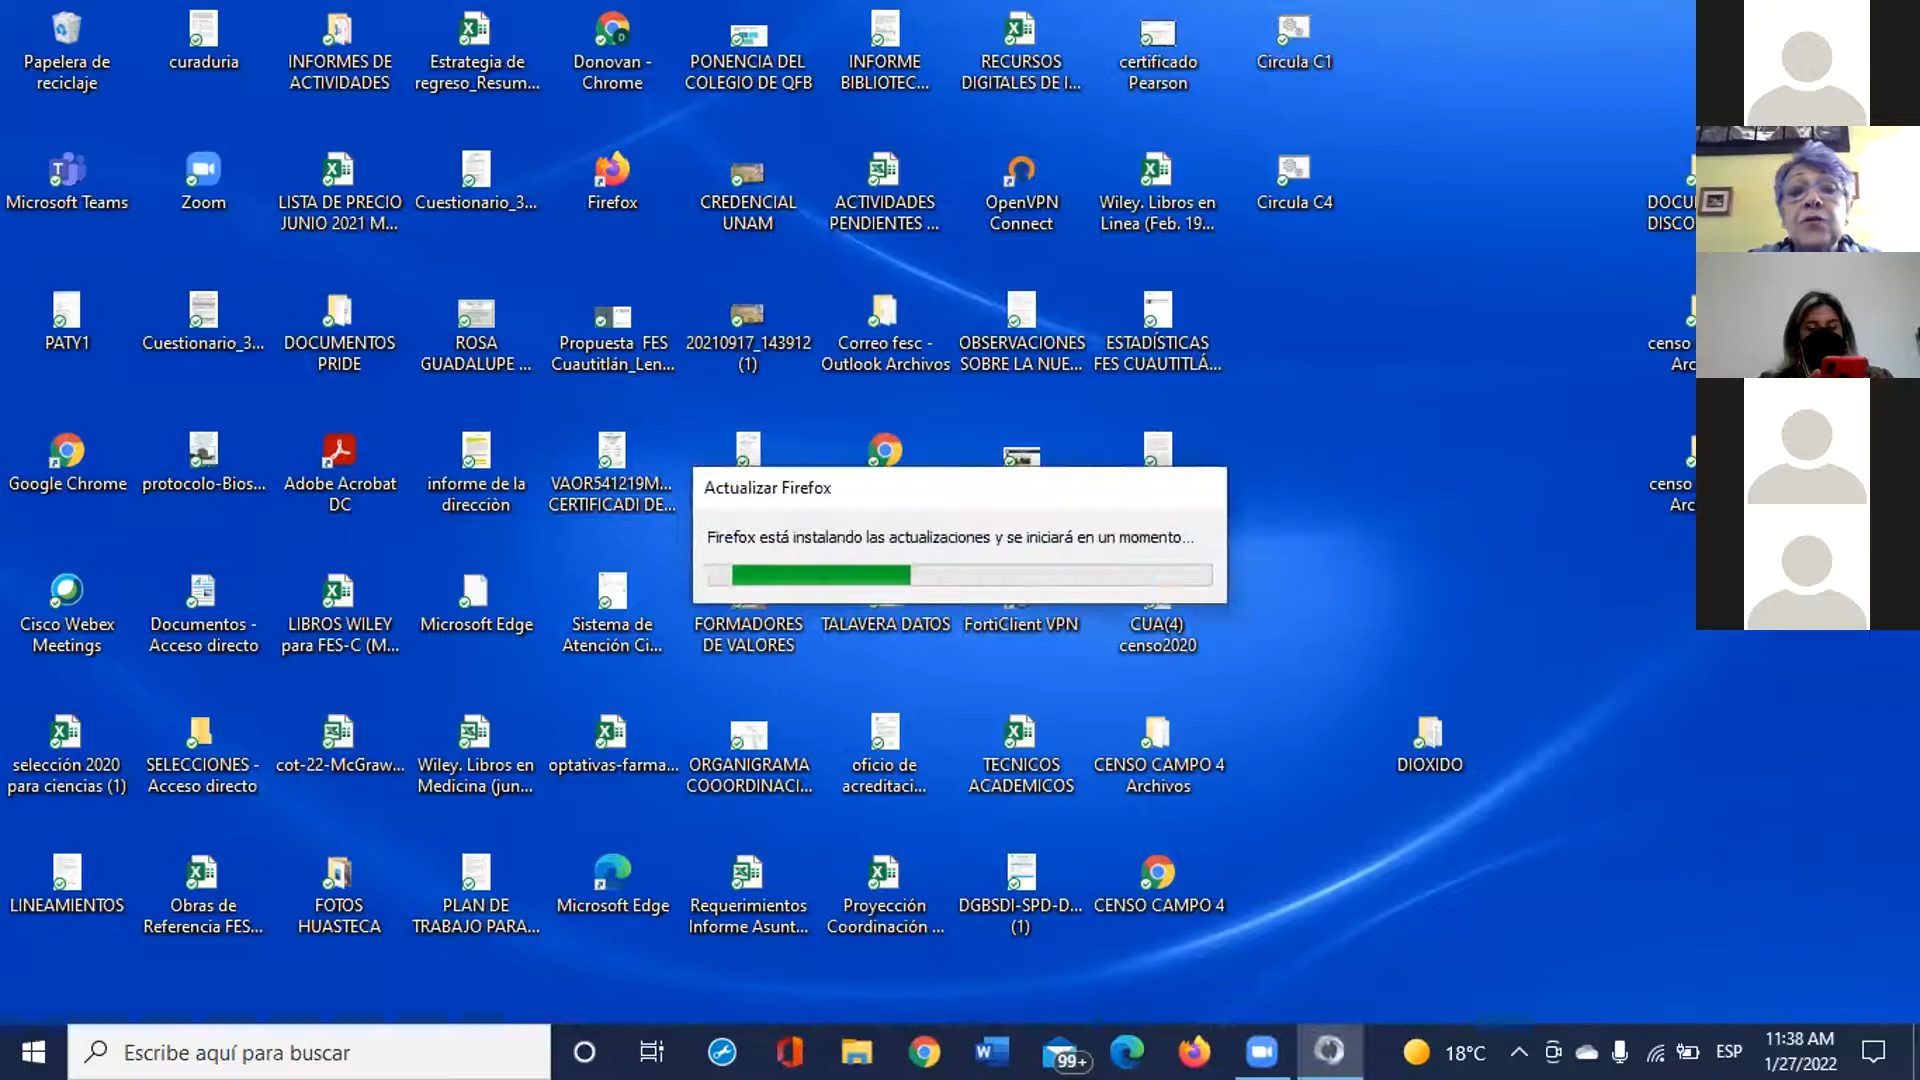 Papelera de
reciclaje
curaduria
INFORMES DE
ACTIVIDADES
Estrategia de
regreso_Resum...
Donovan -
Chrome
PONENCIA DEL
COLEGIO DE QFB
INFORME
BIBLIOTEC...
RECURSOS
DIGITALES DE I...
certificado
Pearson
Circula C1
Microsoft Teams
Zoom
LISTA DE PRECIO
JUNIO 2021 M...
Cuestionario_3...
Firefox
CREDENCIAL
UNAM
ACTIVIDADES
PENDIENTES ...
OpenVPN
Connect
Wiley. Libros en
Linea (Feb. 19...
Circula C4
DOCU
DISCO
PATY1
Cuestionario_3...
DOCUMENTOS
PRIDE
ROSA
GUADALUPE ...
Propuesta FES
Cuautitlán_Len...
20210917_143912
(1)
Correo fesc -
Outlook Archivos
OBSERVACIONES
SOBRE LA NUE...
ESTADÍSTICAS
FES CUAUTITLÁ...
censo
Arc
Google Chrome
protocolo-Bios...
Adobe Acrobat
DC
informe de la
direcciòn
VAOR541219M...
CERTIFICADI DE...
censo
Arc
Actualizar Firefox
Firefox está instalando las actualizaciones y se iniciará en un momento...
Cisco Webex
Meetings
Documentos -
Acceso directo
LIBROS WILEY
para FES-C (M...
Microsoft Edge
Sistema de
Atención Ci...
FORMADORES
DE VALORES
TALAVERA DATOS
FortiClient VPN
CUA(4)
censo2020
selección 2020
para ciencias (1)
SELECCIONES -
Acceso directo
cot-22-McGraw...
Wiley. Libros en
Medicina (jun...
optativas-farma...
ORGANIGRAMA
COOORDINACI...
oficio de
acreditaci...
TECNICOS
ACADEMICOS
CENSO CAMPO 4
Archivos
DIOXIDO
LINEAMIENTOS
Obras de
Referencia FES...
FOTOS
HUASTECA
PLAN DE
TRABAJO PARA...
Microsoft Edge
Requerimientos
Informe Asunt...
Proyección
Coordinación ...
DGBSDI-SPD-D...
(1)
CENSO CAMPO 4
Escribe aquí para buscar
99+
18°C
ESP
11:38 AM
1/27/2022